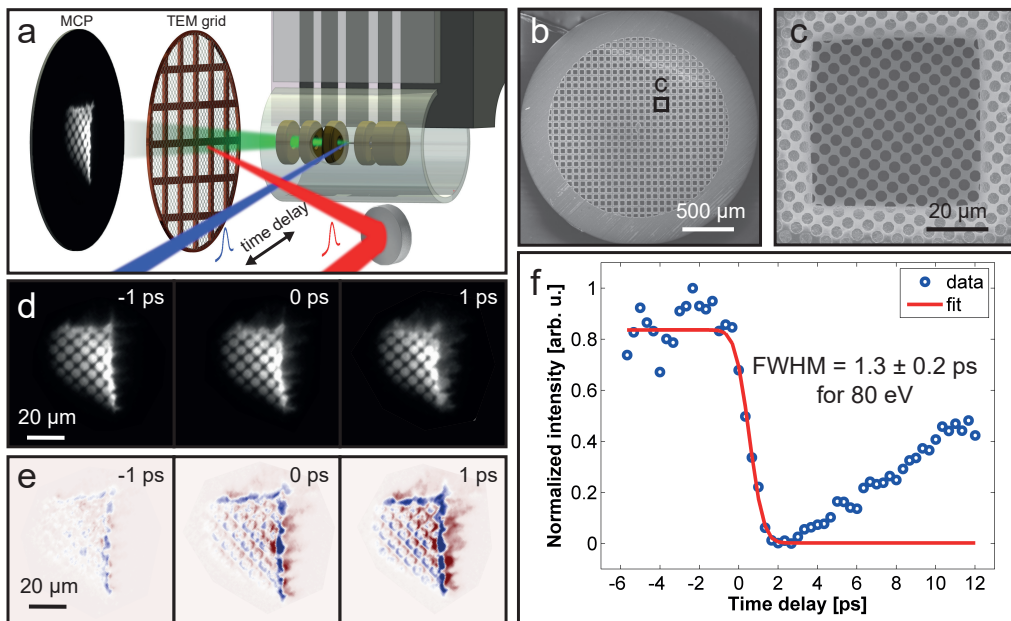 a
MCP
TEM grid
time delay
b
C
500 µm
c
20 µm
d
-1 ps
0 ps
1 ps
20 µm
e
-1 ps
0 ps
1 ps
20 µm
f
data
fit
FWHM = 1.3 ± 0.2 ps
for 80 eV
Normalized intensity [arb. u.]
1
0.8
0.6
0.4
0.2
0
-6
-4
-2
0
2
4
6
8
10
12
Time delay [ps]